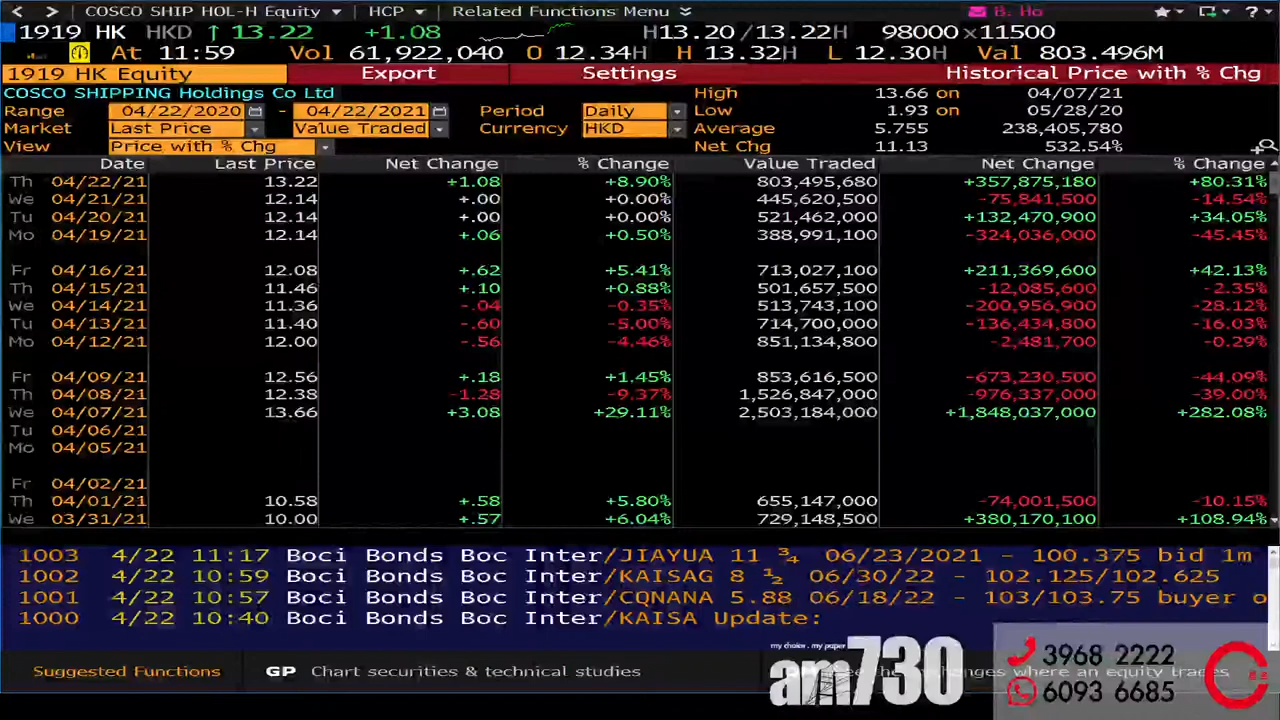 COSCO SHIP HOL-H Equity HCP Related Functions Menu B. Ho ?
1919 HK HKD ↑ 13.22 +1.08 H13.20/13.22H 98000×11500
At 11:59 Vol 61,922,040 O 12.34H H 13.32H L 12.30H Val 803.496M
1919 HK Equity Export Settings Historical Price with % Chg
COSCO SHIPPING Holdings Co Ltd High 13.66 on 04/07/21
Range 04/22/2020 - 04/22/2021 Period Daily Low 1.93 on 05/28/20
Market Last Price Value Traded Currency HKD Average 5.755 238,405,780
View Price with % Chg Net Chg 11.13 532.54%
Date Last Price Net Change % Change Value Traded Net Change % Change
Th 04/22/21 13.22 +1.08 +8.90% 803,495,680 +357,875,180 +80.31%
We 04/21/21 12.14 +.00 +0.00% 445,620,500 -75,841,500 -14.54%
Tu 04/20/21 12.14 +.00 +0.00% 521,462,000 +132,470,900 +34.05%
Mo 04/19/21 12.14 +.06 +0.50% 388,991,100 -324,036,000 -45.45%
Fr 04/16/21 12.08 +.62 +5.41% 713,027,100 +211,369,600 +42.13%
Th 04/15/21 11.46 +.10 +0.88% 501,657,500 -12,085,600 -2.35%
We 04/14/21 11.36 -.04 -0.35% 513,743,100 -200,956,900 -28.12%
Tu 04/13/21 11.40 -.60 -5.00% 714,700,000 -136,434,800 -16.03%
Mo 04/12/21 12.00 -.56 -4.46% 851,134,800 -2,481,700 -0.29%
Fr 04/09/21 12.56 +.18 +1.45% 853,616,500 -673,230,500 -44.09%
Th 04/08/21 12.38 -1.28 -9.37% 1,526,847,000 -976,337,000 -39.00%
We 04/07/21 13.66 +3.08 +29.11% 2,503,184,000 +1,848,037,000 +282.08%
Tu 04/06/21
Mo 04/05/21
Fr 04/02/21
Th 04/01/21 10.58 +.58 +5.80% 655,147,000 -74,001,500 -10.15%
We 03/31/21 10.00 +.57 +6.04% 729,148,500 +380,170,100 +108.94%
1003 4/22 11:17 Boci Bonds Boc Inter/JIAYUA 11 ¾ 06/23/2021 - 100.375 bid 1m
1002 4/22 10:59 Boci Bonds Boc Inter/KAISAG 8 ½ 06/30/22 - 102.125/102.625
1001 4/22 10:57 Boci Bonds Boc Inter/CQNANA 5.88 06/18/22 - 103/103.75 buyer o
1000 4/22 10:40 Boci Bonds Boc Inter/KAISA Update:
my choice . my paper
am730
3968 2222
6093 6685
Suggested Functions GP Chart securities & technical studies changes where an equity trades